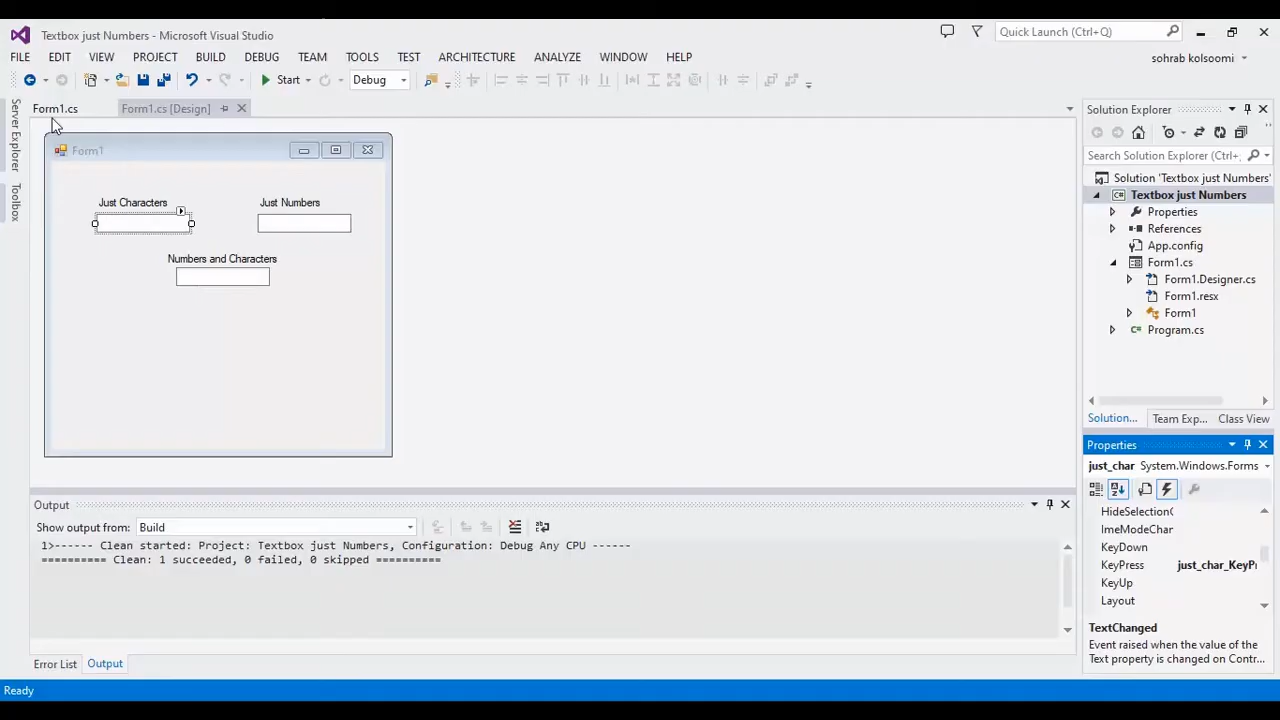 Textbox just Numbers - Microsoft Visual Studio
Quick Launch (Ctrl+Q)
FILE EDIT VIEW PROJECT BUILD DEBUG TEAM TOOLS TEST ARCHITECTURE ANALYZE WINDOW HELP
sohrab kolsoomi
Start Debug
Server Explorer
Toolbox
Form1.cs Form1.cs [Design]
Form1
Just Characters Just Numbers
Numbers and Characters
Solution Explorer
Search Solution Explorer (Ctrl+;
Solution 'Textbox just Numbers'
C# Textbox just Numbers
Properties
References
App.config
Form1.cs
Form1.Designer.cs
Form1.resx
Form1
C# Program.cs
Solution... Team Exp... Class View
Properties
just_char System.Windows.Forms
HideSelection(
ImeModeChar
KeyDown
KeyPress just_char_KeyPr
KeyUp
Layout
TextChanged
Event raised when the value of the
Text property is changed on Contr...
Output
Show output from: Build
1>------ Clean started: Project: Textbox just Numbers, Configuration: Debug Any CPU ------
========== Clean: 1 succeeded, 0 failed, 0 skipped ==========
Error List Output
Ready